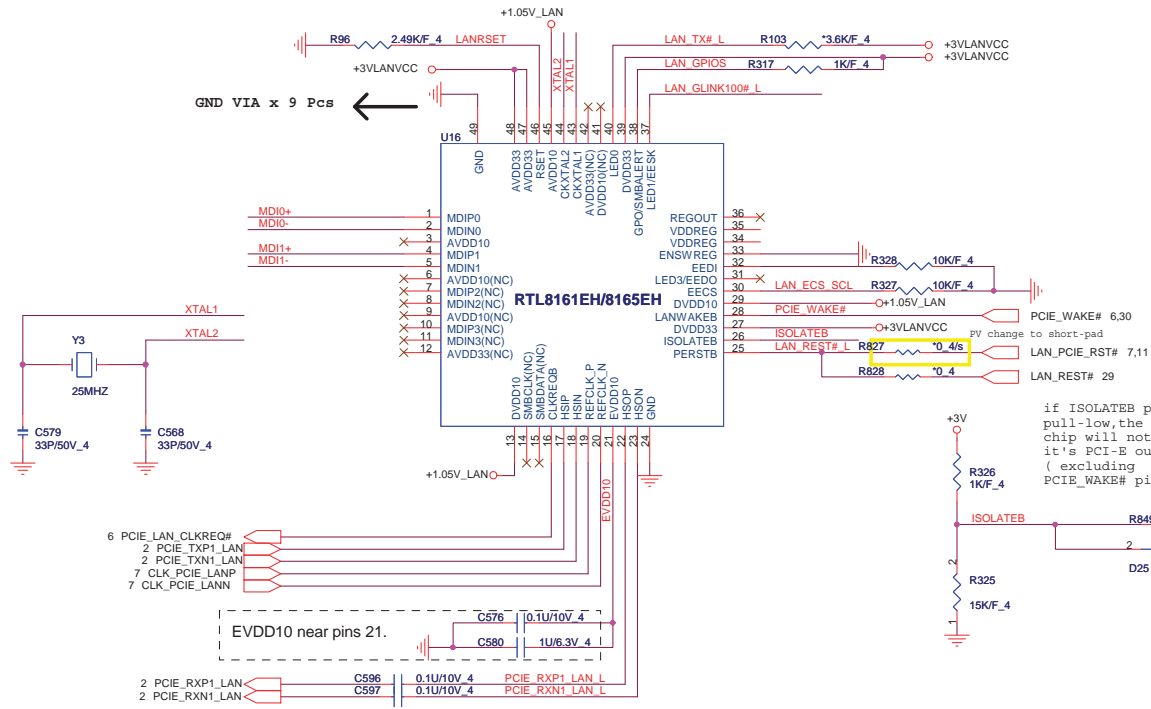 +1.05V_LAN
R96 2.49K/F_4 LANRSET
LAN_TX#_L R103 *3.6K/F_4
+3VLANVCC
XTAL2
XTAL1
LAN_GPIOS R317 1K/F_4
+3VLANVCC
+3VLANVCC
LAN_GLINK100#_L
GND VIA x 9 Pcs
U16
49 48 47 46 45 44 43 42 41 40 39 38 37
GND
AVDD33
AVDD33
RSET
AVDD10
CKXTAL2
CKXTAL1
AVDD33(NC)
DVDD10(NC)
LED0
DVDD33
GPO/SMBALERT
LED1/EESK
MDI0+ 1 MDIP0
MDI0- 2 MDIN0
3 AVDD10
MDI1+ 4 MDIP1
MDI1- 5 MDIN1
6 AVDD10(NC)
7 MDIP2(NC)
8 MDIN2(NC)
9 AVDD10(NC)
10 MDIP3(NC)
11 MDIN3(NC)
12 AVDD33(NC)
RTL8161EH/8165EH
REGOUT 36
VDDREG 35
VDDREG 34
ENSWREG 33
EEDI 32 R328 10K/F_4
LED3/EEDO 31
EECS 30 LAN_ECS_SCL R327 10K/F_4
DVDD10 29 +1.05V_LAN
LANWAKEB 28 PCIE_WAKE# PCIE_WAKE# 6,30
DVDD33 27 +3VLANVCC
PV change to short-pad
ISOLATEB 26 ISOLATEB
PERSTB 25 LAN_REST#_L R827 *0_4/s LAN_PCIE_RST# 7,11
R828 *0_4 LAN_REST# 29
XTAL1
XTAL2
Y3
25MHZ
C579
33P/50V_4
C568
33P/50V_4
DVDD10
SMBCLK(NC)
SMBDATA(NC)
CLKREQB
HSIP
HSIN
REFCLK_P
REFCLK_N
EVDD10
HSOP
HSON
GND
13 14 15 16 17 18 19 20 21 22 23 24
+1.05V_LAN
EVDD10
if ISOLATEB p
pull-low,the
chip will not
it's PCI-E ou
( excluding
PCIE_WAKE# pi
+3V
R326
1K/F_4
ISOLATEB
R849
2
D25
2
R325
15K/F_4
1
6 PCIE_LAN_CLKREQ#
2 PCIE_TXP1_LAN
2 PCIE_TXN1_LAN
7 CLK_PCIE_LANP
7 CLK_PCIE_LANN
EVDD10 near pins 21.
C576 0.1U/10V_4
C580 1U/6.3V_4
2 PCIE_RXP1_LAN C596 0.1U/10V_4 PCIE_RXP1_LAN_L
2 PCIE_RXN1_LAN C597 0.1U/10V_4 PCIE_RXN1_LAN_L